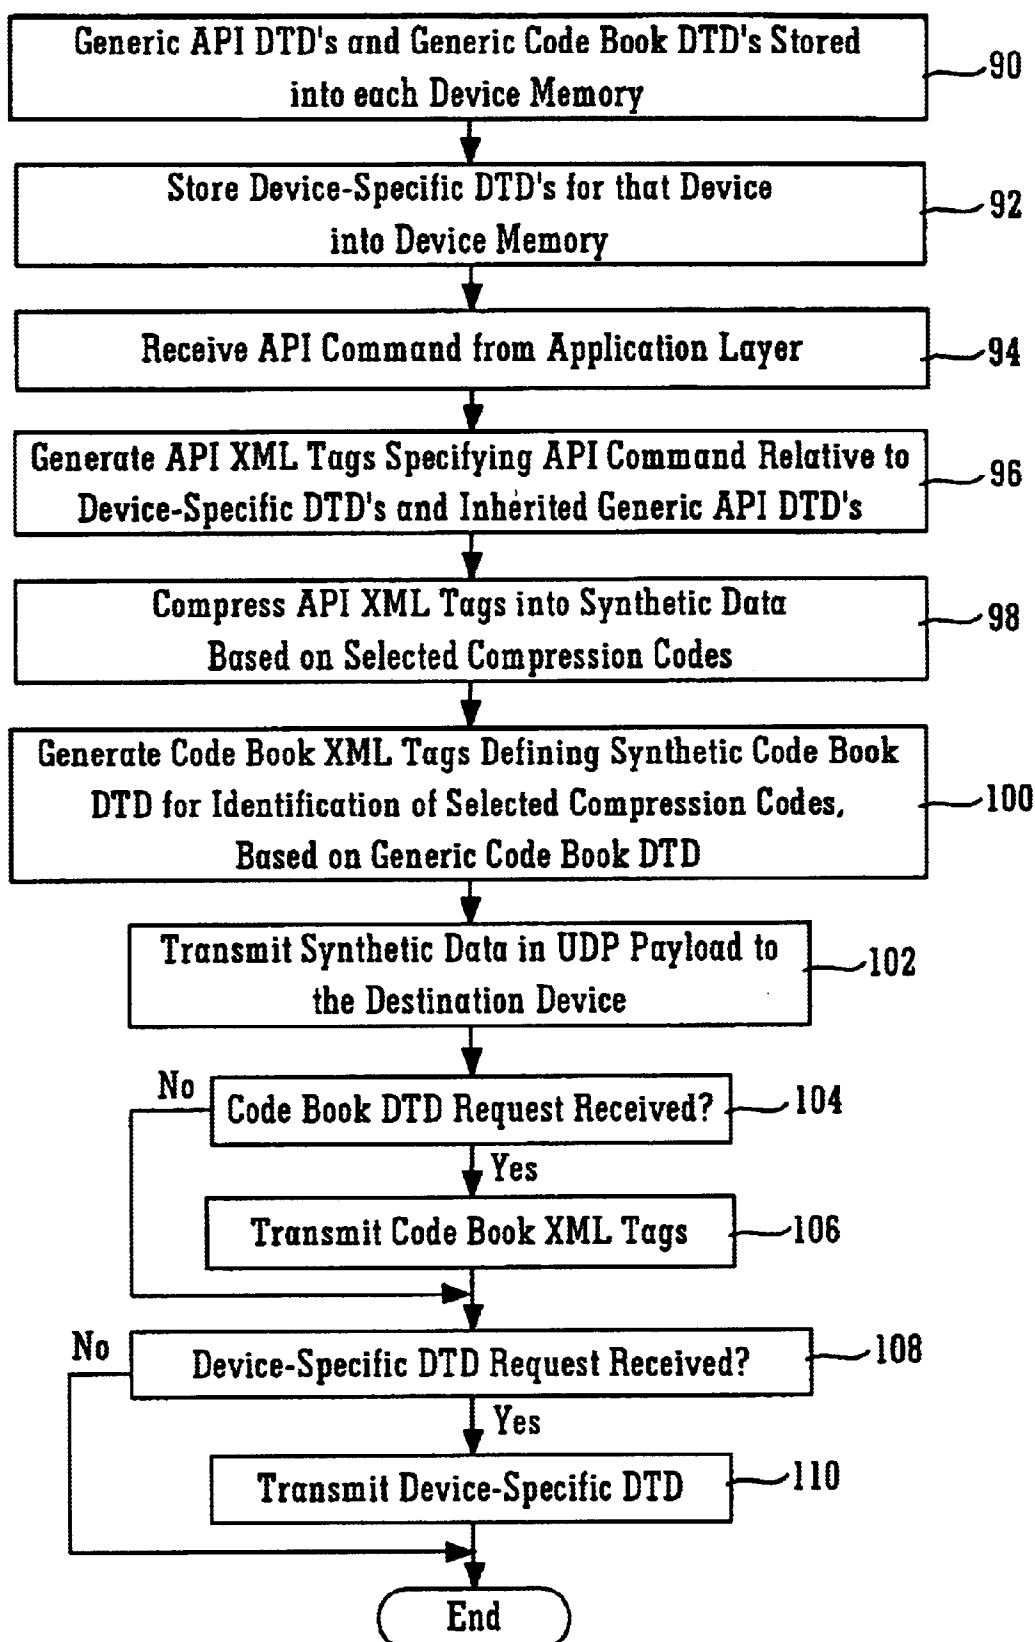 Generic API DTD's and Generic Code Book DTD's Stored
into each Device Memory
90
Store Device-Specific DTD's for that Device
into Device Memory
92
Receive API Command from Application Layer
94
Generate API XML Tags Specifying API Command Relative to
Device-Specific DTD's and Inherited Generic API DTD's
96
Compress API XML Tags into Synthetic Data
Based on Selected Compression Codes
98
Generate Code Book XML Tags Defining Synthetic Code Book
DTD for Identification of Selected Compression Codes,
Based on Generic Code Book DTD
100
Transmit Synthetic Data in UDP Payload to
the Destination Device
102
No
Code Book DTD Request Received?
104
Yes
Transmit Code Book XML Tags
106
No
Device-Specific DTD Request Received?
108
Yes
Transmit Device-Specific DTD
110
End